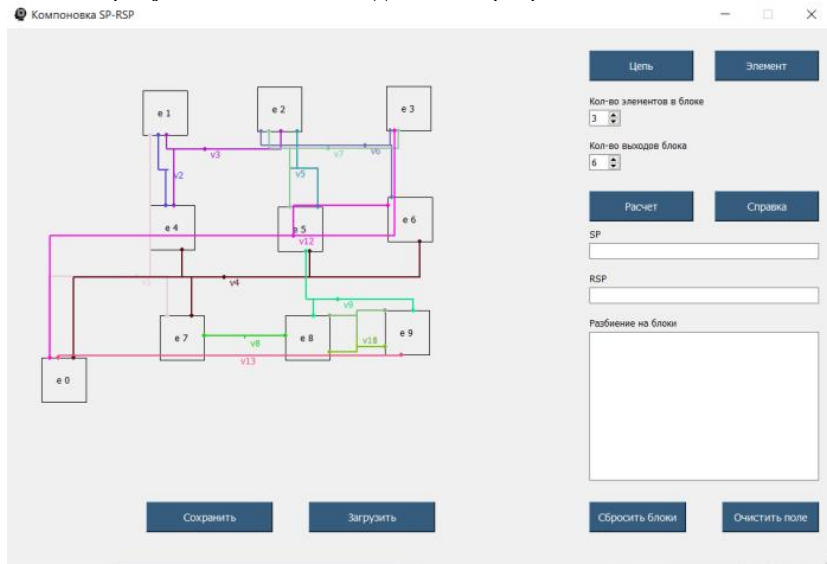 Компоновка SP-RSP
Цепь
Элемент
e 1
e 2
e 3
Кол-во элементов в блоке
3
v3
v7
v6
Кол-во выходов блока
6
v2
v5
Расчет
Справка
e 4
e 5
e 6
SP
v12
v4
RSP
v9
Разбиение на блоки
e 7
v8
e 8
v18
e 9
v13
e 0
Сохранить
Загрузить
Сбросить блоки
Очистить поле